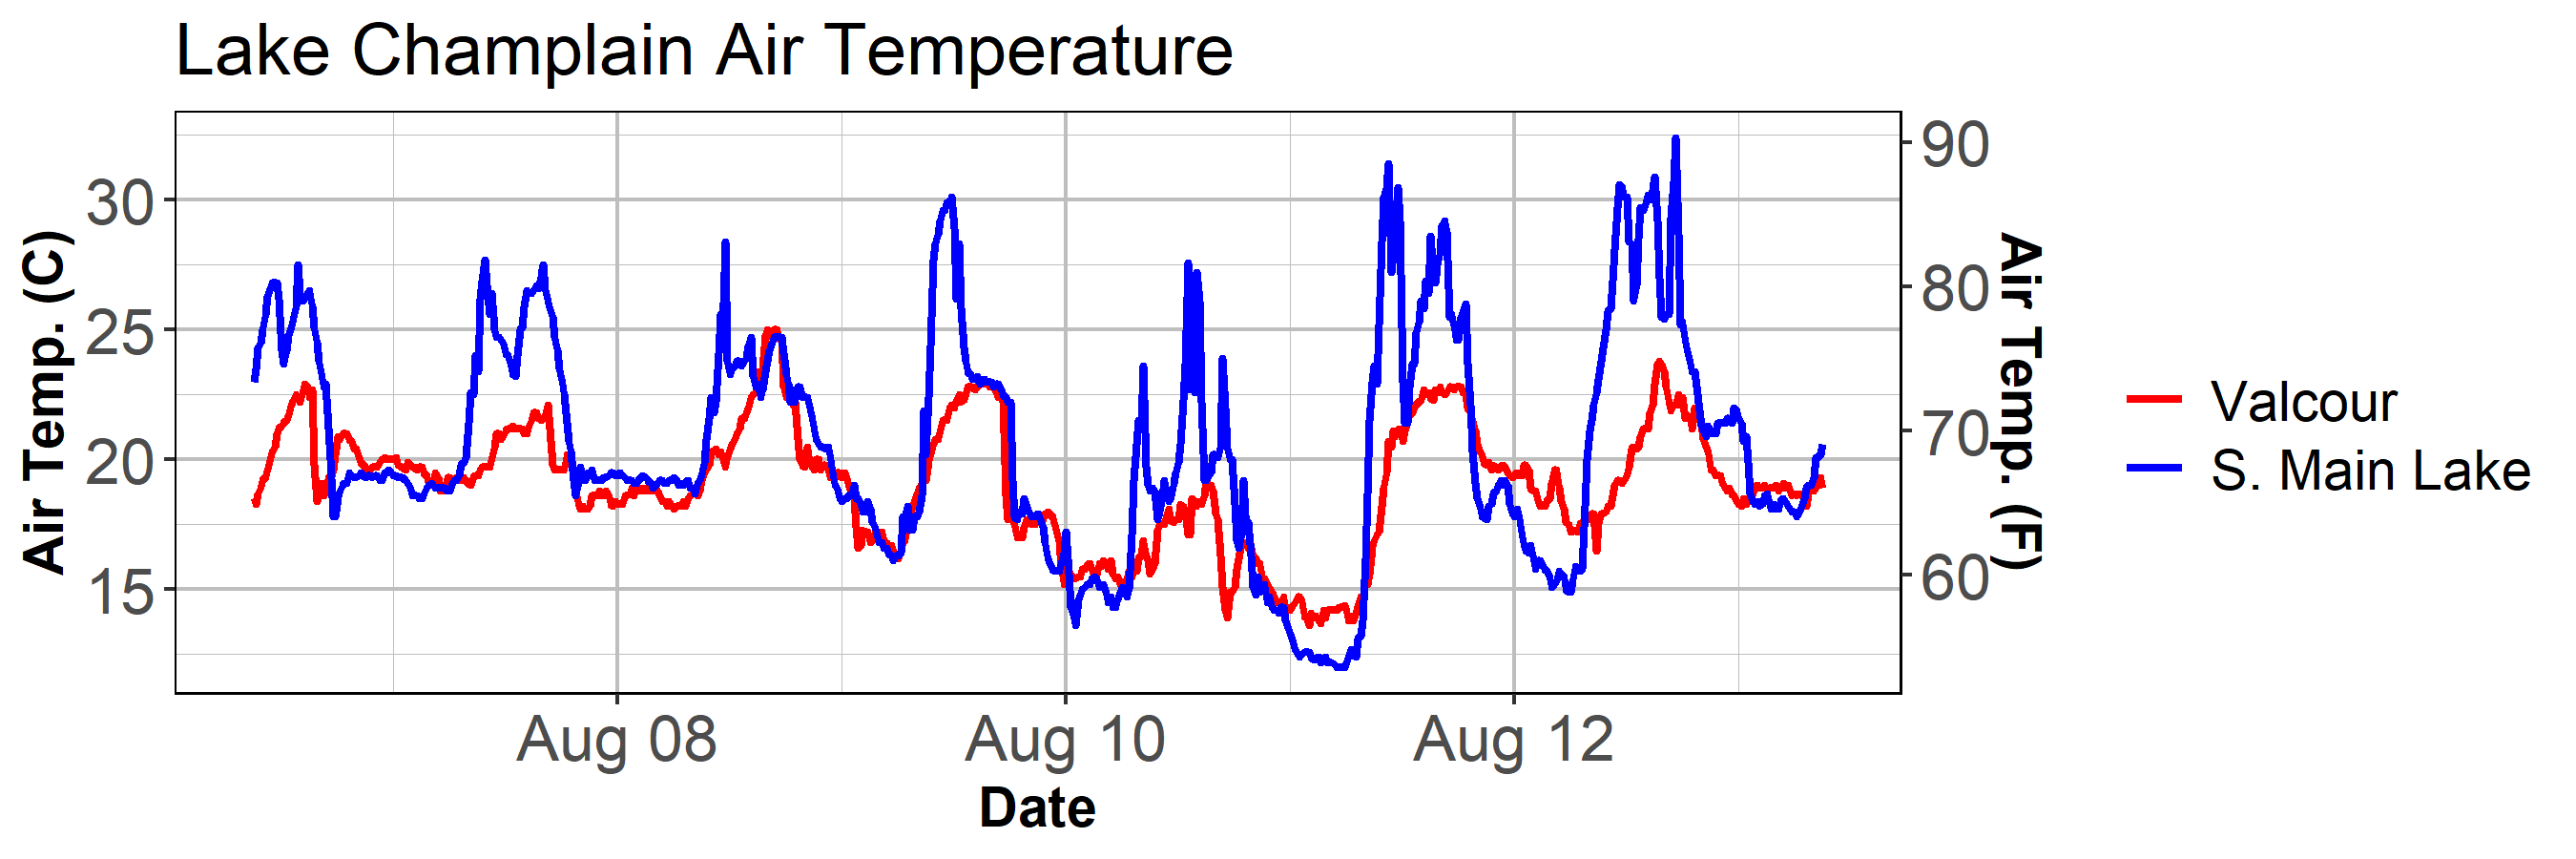 Lake Champlain Air Temperature
Air Temp. (C)
30
25
20
15
90
80
70
60
Air Temp. (F)
Aug 08
Aug 10
Aug 12
Date
Valcour
S. Main Lake